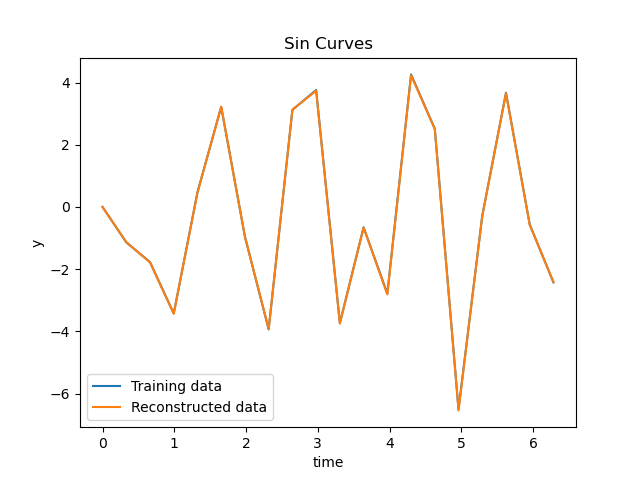 Sin Curves
4
2
0
−2
−4
−6
y
Training data
Reconstructed data
0 1 2 3 4 5 6
time